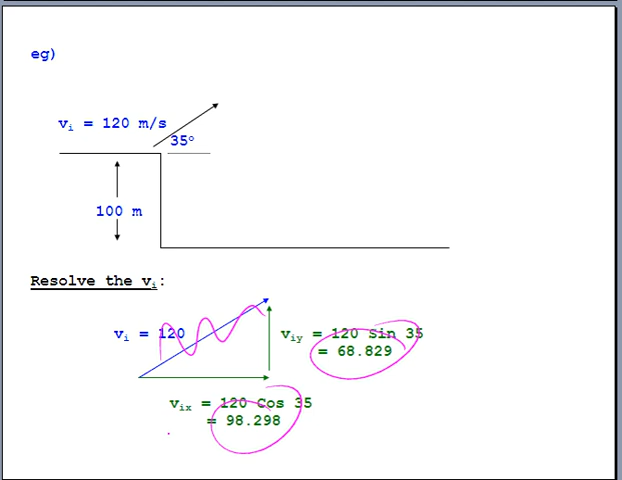 eg)
vi = 120 m/s
35°
100 m
Resolve the vi:
vi = 120
viy = 120 Sin 35
= 68.829
vix = 120 Cos 35
= 98.298